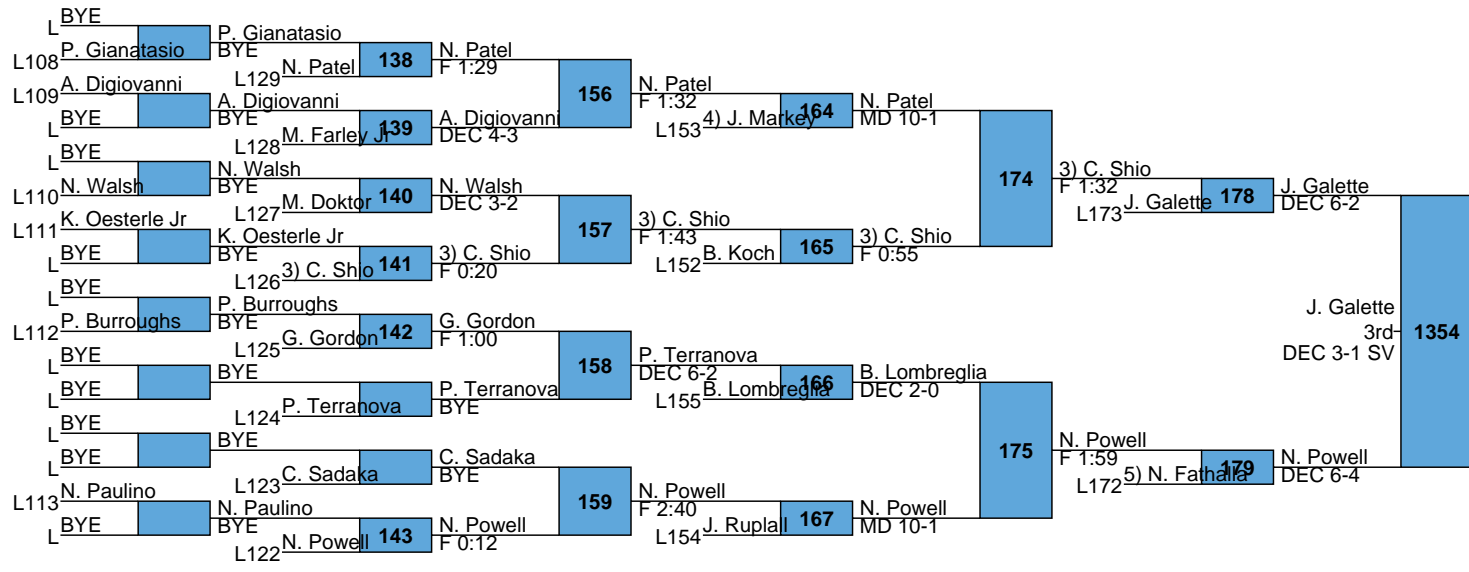 BYE
L
P. Gianatasio
L108
P. Gianatasio
BYE
138
N. Patel
L129
N. Patel
F 1:29
A. Digiovanni
L109
BYE
L
A. Digiovanni
BYE
139
M. Farley Jr
L128
A. Digiovanni
DEC 4-3
156
N. Patel
F 1:32
4) J. Markey
L153
164
N. Patel
MD 10-1
BYE
L
N. Walsh
L110
N. Walsh
BYE
140
M. Doktor
L127
N. Walsh
DEC 3-2
K. Oesterle Jr
L111
BYE
L
K. Oesterle Jr
BYE
141
3) C. Shio
L126
3) C. Shio
F 0:20
157
3) C. Shio
F 1:43
B. Koch
L152
165
3) C. Shio
F 0:55
174
3) C. Shio
F 1:32
J. Galette
L173
178
J. Galette
DEC 6-2
BYE
L
P. Burroughs
L112
P. Burroughs
BYE
142
G. Gordon
L125
G. Gordon
F 1:00
BYE
L
BYE
L
BYE
P. Terranova
L124
P. Terranova
BYE
158
P. Terranova
DEC 6-2
B. Lombreglia
L155
166
B. Lombreglia
DEC 2-0
BYE
L
BYE
L
BYE
C. Sadaka
L123
C. Sadaka
BYE
N. Paulino
L113
BYE
L
N. Paulino
BYE
143
N. Powell
L122
N. Powell
F 0:12
159
N. Powell
F 2:40
J. Ruplall
L154
167
N. Powell
MD 10-1
175
N. Powell
F 1:59
5) N. Fathalla
L172
179
N. Powell
DEC 6-4
J. Galette
3rd
DEC 3-1 SV
1354